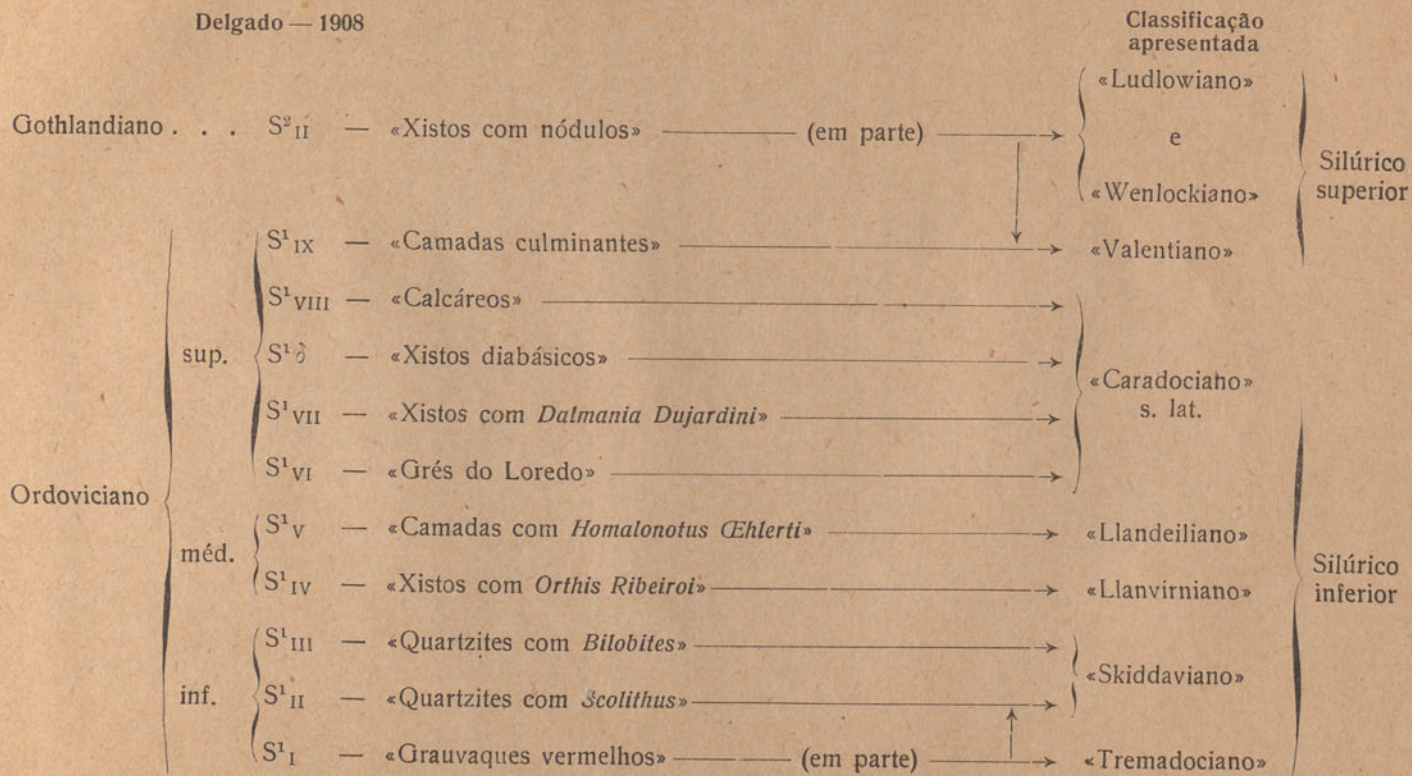 Delgado — 1908
Classificação
apresentada
Gothlandiano . . . S²II — «Xistos com nódulos» (em parte) → «Ludlowiano»
e
«Wenlockiano»
Silúrico
superior
S¹IX — «Camadas culminantes» → «Valentiano»
S¹VIII — «Calcáreos» →
sup. S¹δ — «Xistos diabásicos» →
«Caradociano»
s. lat.
S¹VII — «Xistos com Dalmania Dujardini» →
S¹VI — «Grés do Loredo» →
Ordoviciano
S¹V — «Camadas com Homalonotus Œhlerti» → «Llandeiliano»
méd.
S¹IV — «Xistos com Orthis Ribeiroi» → «Llanvirniano»
Silúrico
inferior
S¹III — «Quartzites com Bilobites» →
«Skiddaviano»
inf. S¹II — «Quartzites com Scolithus» →
S¹I — «Grauvaques vermelhos» (em parte) → «Tremadociano»